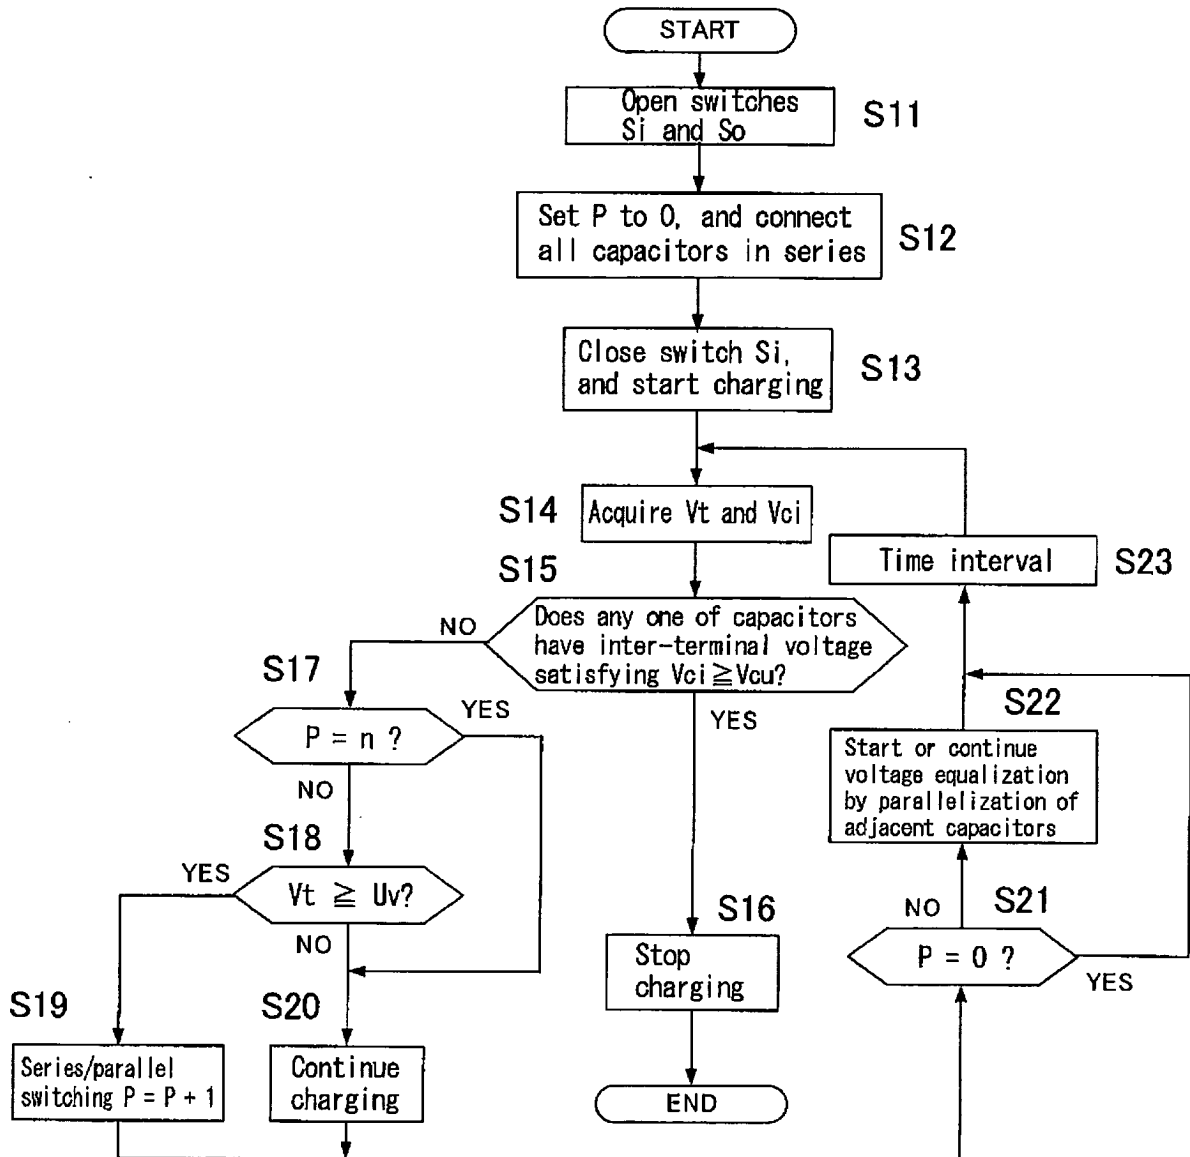 START
Open switches
Si and So
S11
Set P to 0, and connect
all capacitors in series
S12
Close switch Si,
and start charging
S13
S14
Acquire Vt and Vci
Time interval
S23
S15
Does any one of capacitors
have inter-terminal voltage
satisfying Vci≧Vcu?
NO
YES
S17
P = n ?
YES
NO
S22
Start or continue
voltage equalization
by parallelization of
adjacent capacitors
S18
Vt ≧ Uv?
YES
NO
S16
Stop
charging
S21
P = 0 ?
NO
YES
S19
Series/parallel
switching P = P + 1
S20
Continue
charging
END